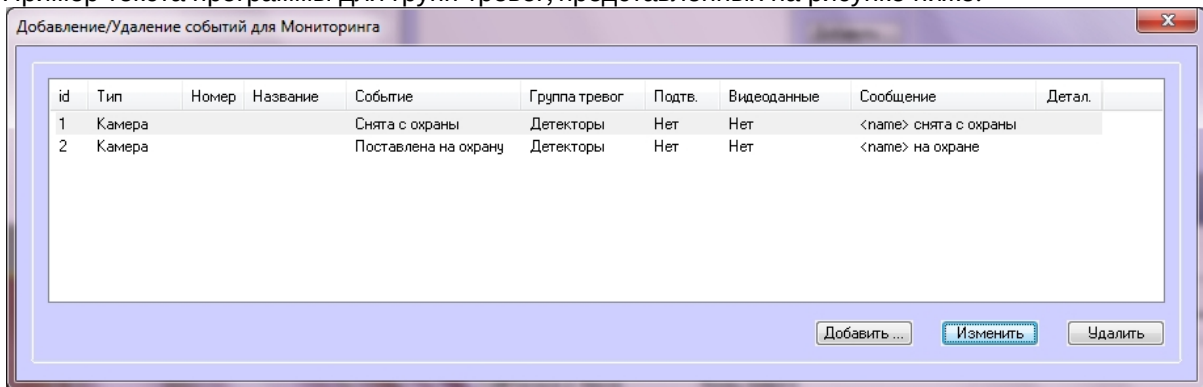 Пример текста программы для групп тревог, представленных на рисунке ниже:
Добавление/Удаление событий для Мониторинга
id Тип Номер Название Событие Группа тревог Подтв. Видеоданные Сообщение Детал.
1 Камера Снята с охраны Детекторы Нет Нет <name> снята с охраны
2 Камера Поставлена на охрану Детекторы Нет Нет <name> на охране
Добавить ... Изменить Удалить